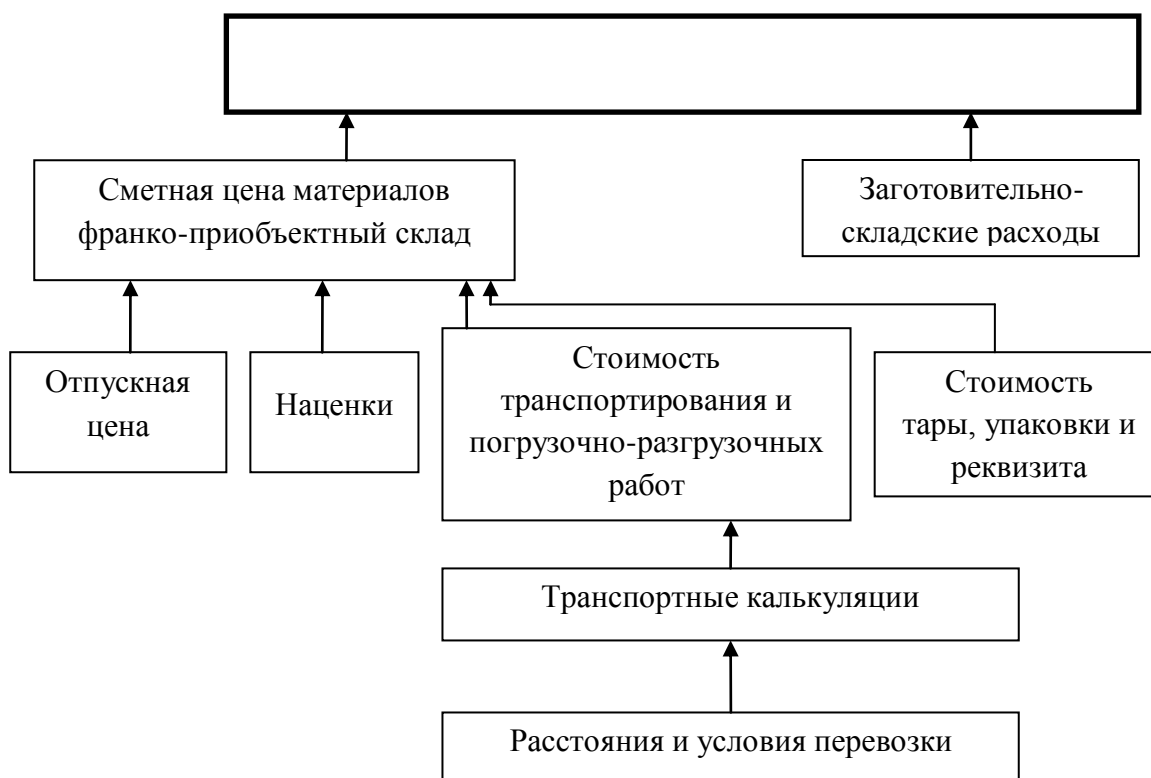 Сметная цена материалов
франко-приобъектный склад
Заготовительно-
складские расходы
Отпускная
цена
Наценки
Стоимость
транспортирования и
погрузочно-разгрузочных
работ
Стоимость
тары, упаковки и
реквизита
Транспортные калькуляции
Расстояния и условия перевозки